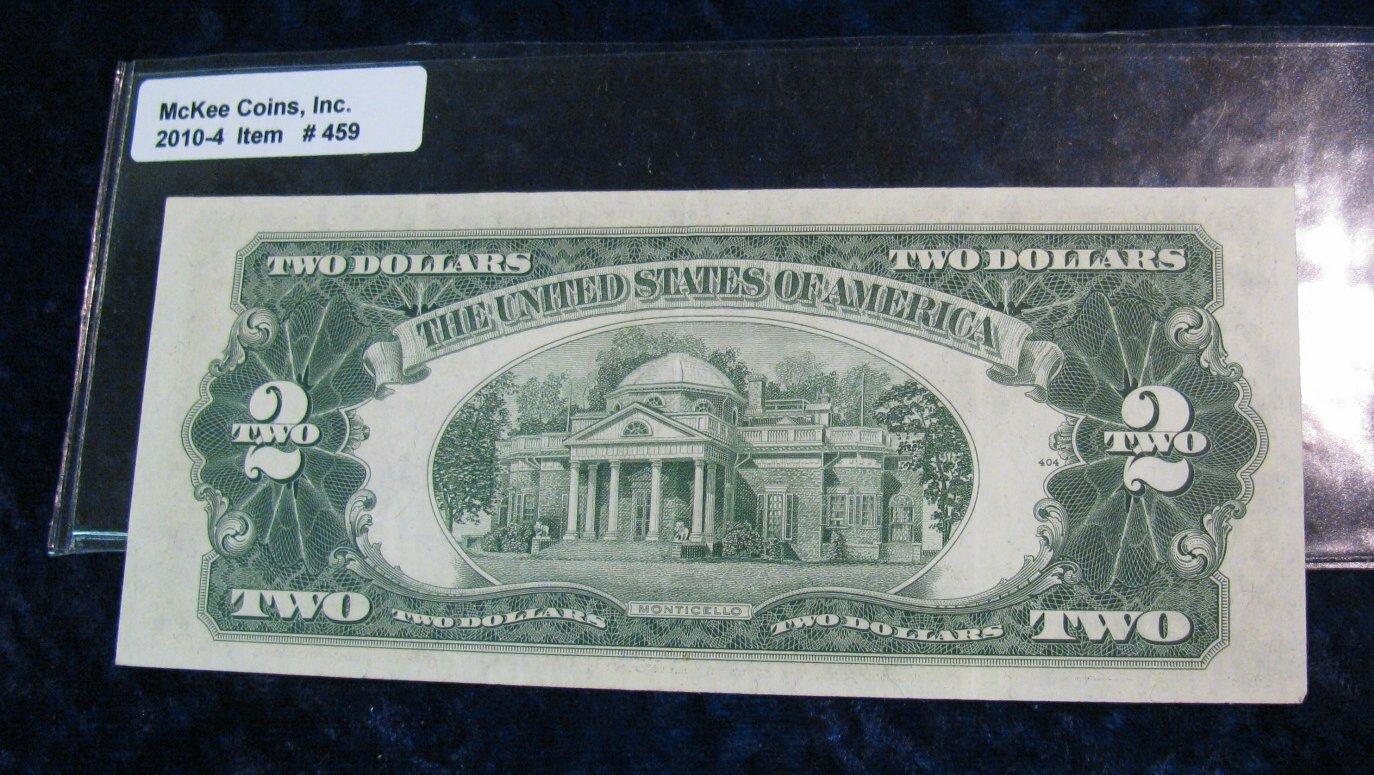 McKee Coins, Inc.
2010-4 Item # 459
TWO DOLLARS TWO DOLLARS
THE UNITED STATES OF AMERICA
2 TWO
2 TWO
404
TWO TWO DOLLARS MONTICELLO TWO DOLLARS TWO